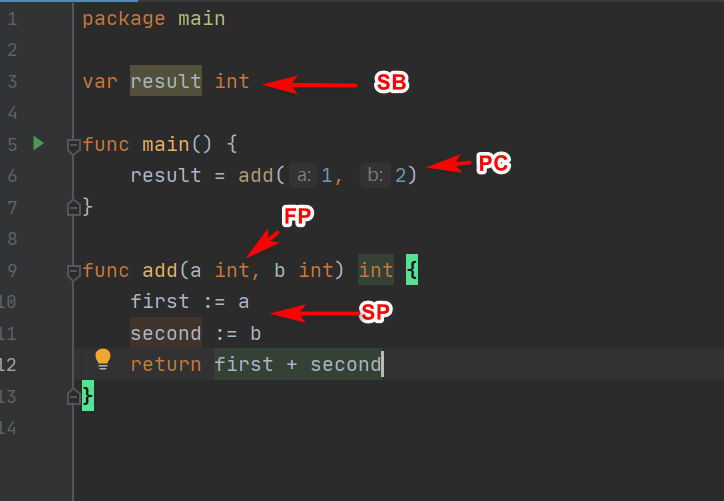 1 package main
2
3 var result int SB
4
5 func main() {
6 result = add( a: 1, b: 2) PC
7 }
FP
8
9 func add(a int, b int) int {
10 first := a SP
11 second := b
12 return first + second
13 }
14